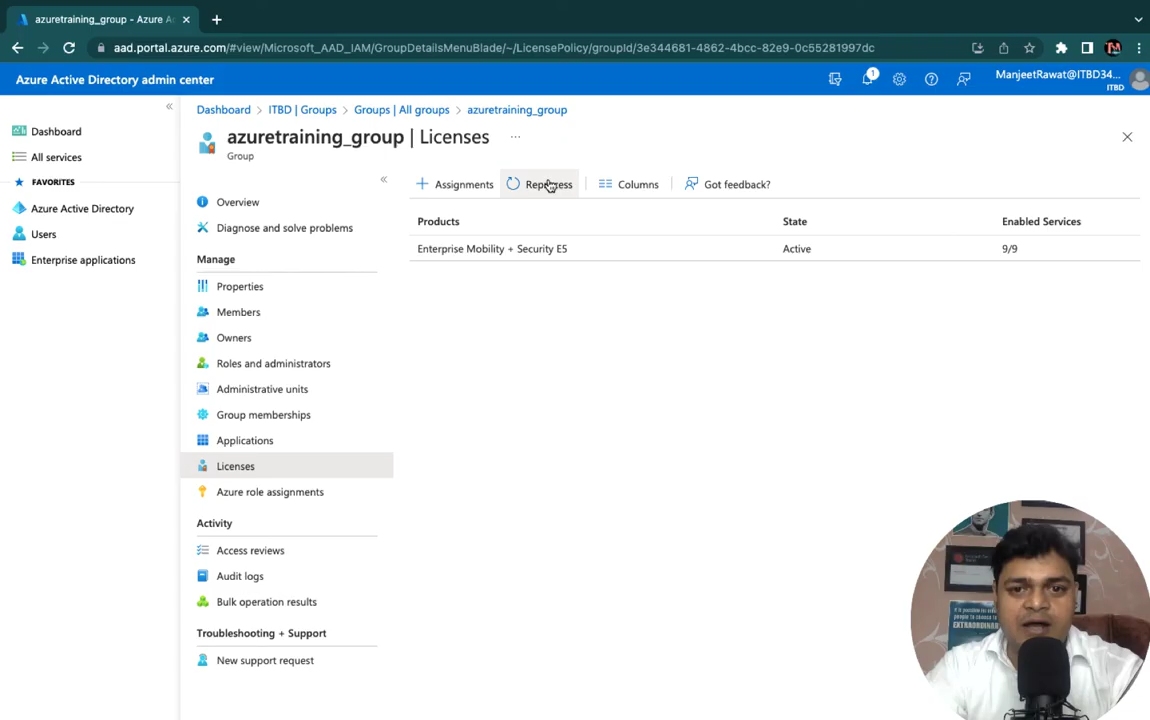 azuretraining_group - Azure A
aad.portal.azure.com/#view/Microsoft_AAD_IAM/GroupDetailsMenuBlade/~/LicensePolicy/groupId/3e344681-4862-4bcc-82e9-0c55281997dc
Azure Active Directory admin center
1
ManjeetRawat@ITBD34...
ITBD
Dashboard > ITBD | Groups > Groups | All groups > azuretraining_group
azuretraining_group | Licenses ...
Group
Dashboard
All services
FAVORITES
Azure Active Directory
Users
Enterprise applications
Overview
Diagnose and solve problems
Manage
Properties
Members
Owners
Roles and administrators
Administrative units
Group memberships
Applications
Licenses
Azure role assignments
Activity
Access reviews
Audit logs
Bulk operation results
Troubleshooting + Support
New support request
Assignments Reprocess Columns Got feedback?
Products State Enabled Services
Enterprise Mobility + Security E5 Active 9/9
EXTRAORDINAR